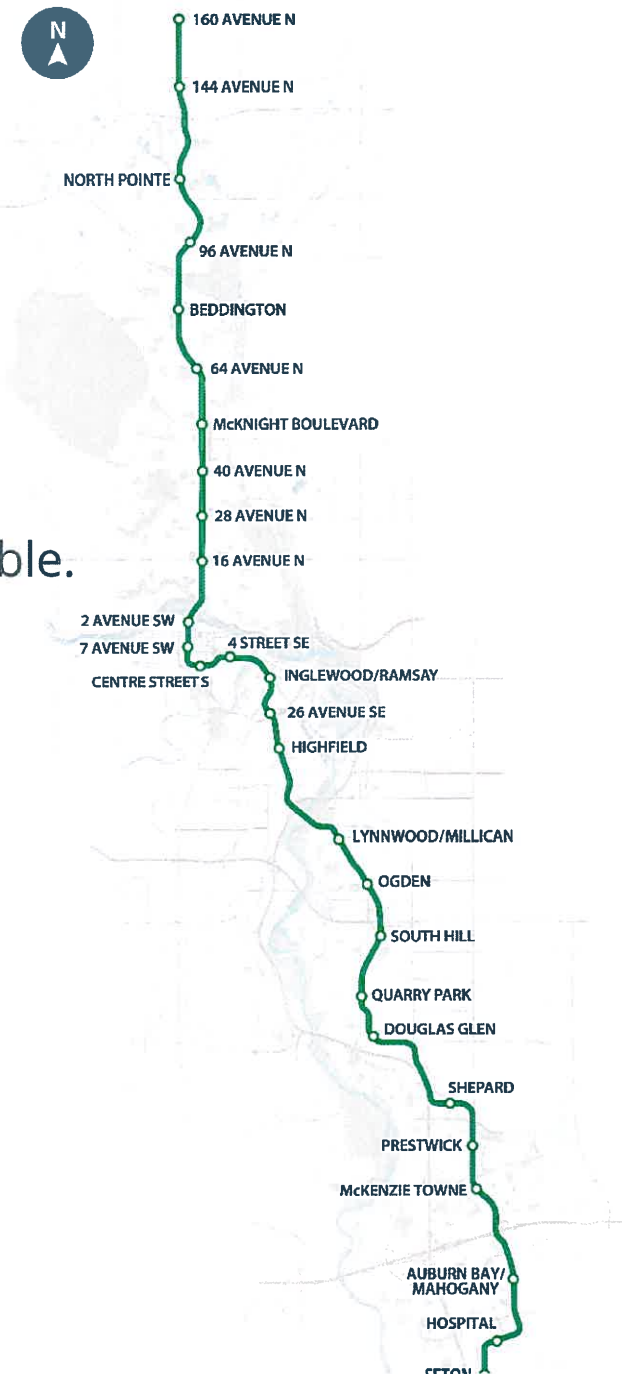 N
160 AVENUE N
144 AVENUE N
NORTH POINTE
96 AVENUE N
BEDDINGTON
64 AVENUE N
McKNIGHT BOULEVARD
40 AVENUE N
28 AVENUE N
16 AVENUE N
ble.
2 AVENUE SW
7 AVENUE SW
4 STREET SE
CENTRE STREET S
INGLEWOOD/RAMSAY
26 AVENUE SE
HIGHFIELD
LYNNWOOD/MILLICAN
OGDEN
SOUTH HILL
QUARRY PARK
DOUGLAS GLEN
SHEPARD
PRESTWICK
McKENZIE TOWNE
AUBURN BAY/
MAHOGANY
HOSPITAL
SETON